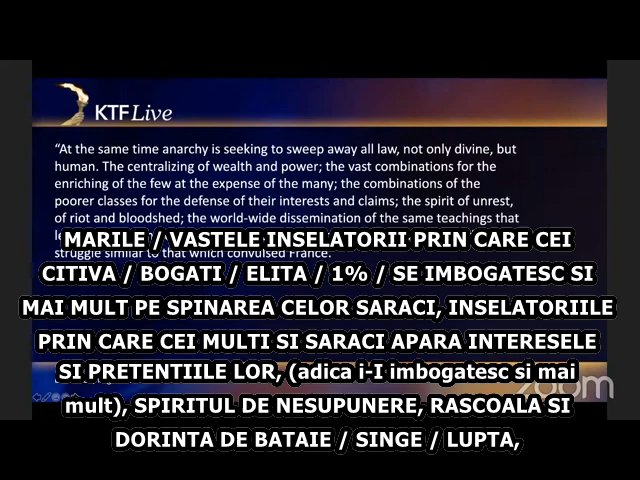 KTF Live
“At the same time anarchy is seeking to sweep away all law, not only divine, but
human. The centralizing of wealth and power; the vast combinations for the
enriching of the few at the expense of the many; the combinations of the
poorer classes for the defense of their interests and claims; the spirit of unrest,
of riot and bloodshed; the world-wide dissemination of the same teachings that
struggle similar to that which convulsed France.
MARILE / VASTELE INSELATORII PRIN CARE CEI
CITIVA / BOGATI / ELITA / 1% / SE IMBOGATESC SI
MAI MULT PE SPINAREA CELOR SARACI, INSELATORIILE
PRIN CARE CEI MULTI SI SARACI APARA INTERESELE
SI PRETENTIILE LOR, (adica i-I imbogatesc si mai
mult), SPIRITUL DE NESUPUNERE, RASCOALA SI
DORINTA DE BATAIE / SINGE / LUPTA,
zoom